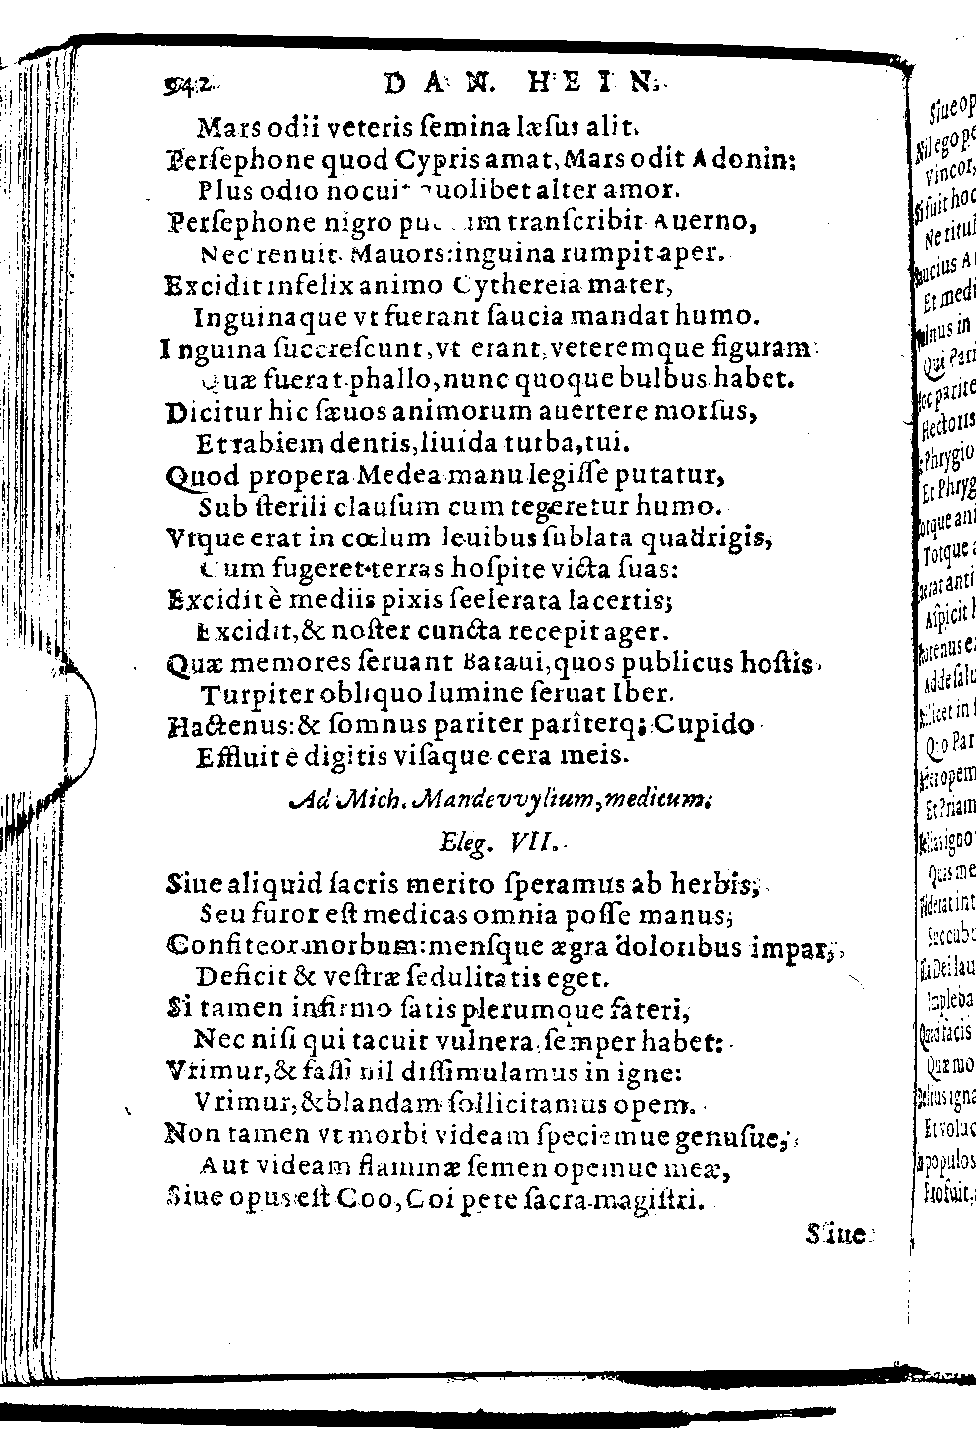 942 DAN. HEIN.
Mars odii veteris ſemina læſus alit.
Perſephone quod Cypris amat, Mars odit Adonin:
Plus odio nocuit quolibet alter amor.
Perſephone nigro tranſcribit Auerno,
Nec renuit Mauors: inguina rumpit aper.
Excidit infelix animo Cythereia mater,
Inguinaque vt fuerant ſaucia mandat humo.
Inguina ſuccreſcunt, vt erant, veteremque figuram
Quæ fuerat phallo, nunc quoque bulbus habet.
Dicitur hic ſæuos animorum auertere morſus,
Et rabiem dentis, liuida turba, tui.
Quod propera Medea manu legiſſe putatur,
Sub ſterili clauſum cum tegeretur humo.
Vtque erat in cœlum leuibus ſublata quadrigis,
Cum fugeret terras hoſpite victa ſuas:
Excidit è mediis pixis ſcelerata lacertis;
Excidit, & noſter cuncta recepit ager.
Quæ memores ſeruant Bataui, quos publicus hoſtis
Turpiter obliquo lumine ſeruat Iber.
Hactenus: & ſomnus pariter pariterq; Cupido
Effluit è digitis viſaque cera meis.
Ad Mich. Mandevvylium, medicum.
Eleg. VII.
Siue aliquid ſacris merito ſperamus ab herbis,
Seu furor eſt medicas omnia poſſe manus;
Confiteor morbum: menſque ægra doloribus impar,
Deficit & veſtræ ſedulitatis eget.
Si tamen infirmo ſatis plerumque fateri,
Nec niſi qui tacuit vulnera ſemper habet:
Vrimur, & faſſi nil diſſimulamus in igne:
Vrimur, & blandam ſollicitamus opem.
Non tamen vt morbi videam ſpeciemue genuſue,
Aut videam flammæ ſemen opemue meæ,
Siue opus eſt Coo, Coi pete ſacra magiſtri.
Siue